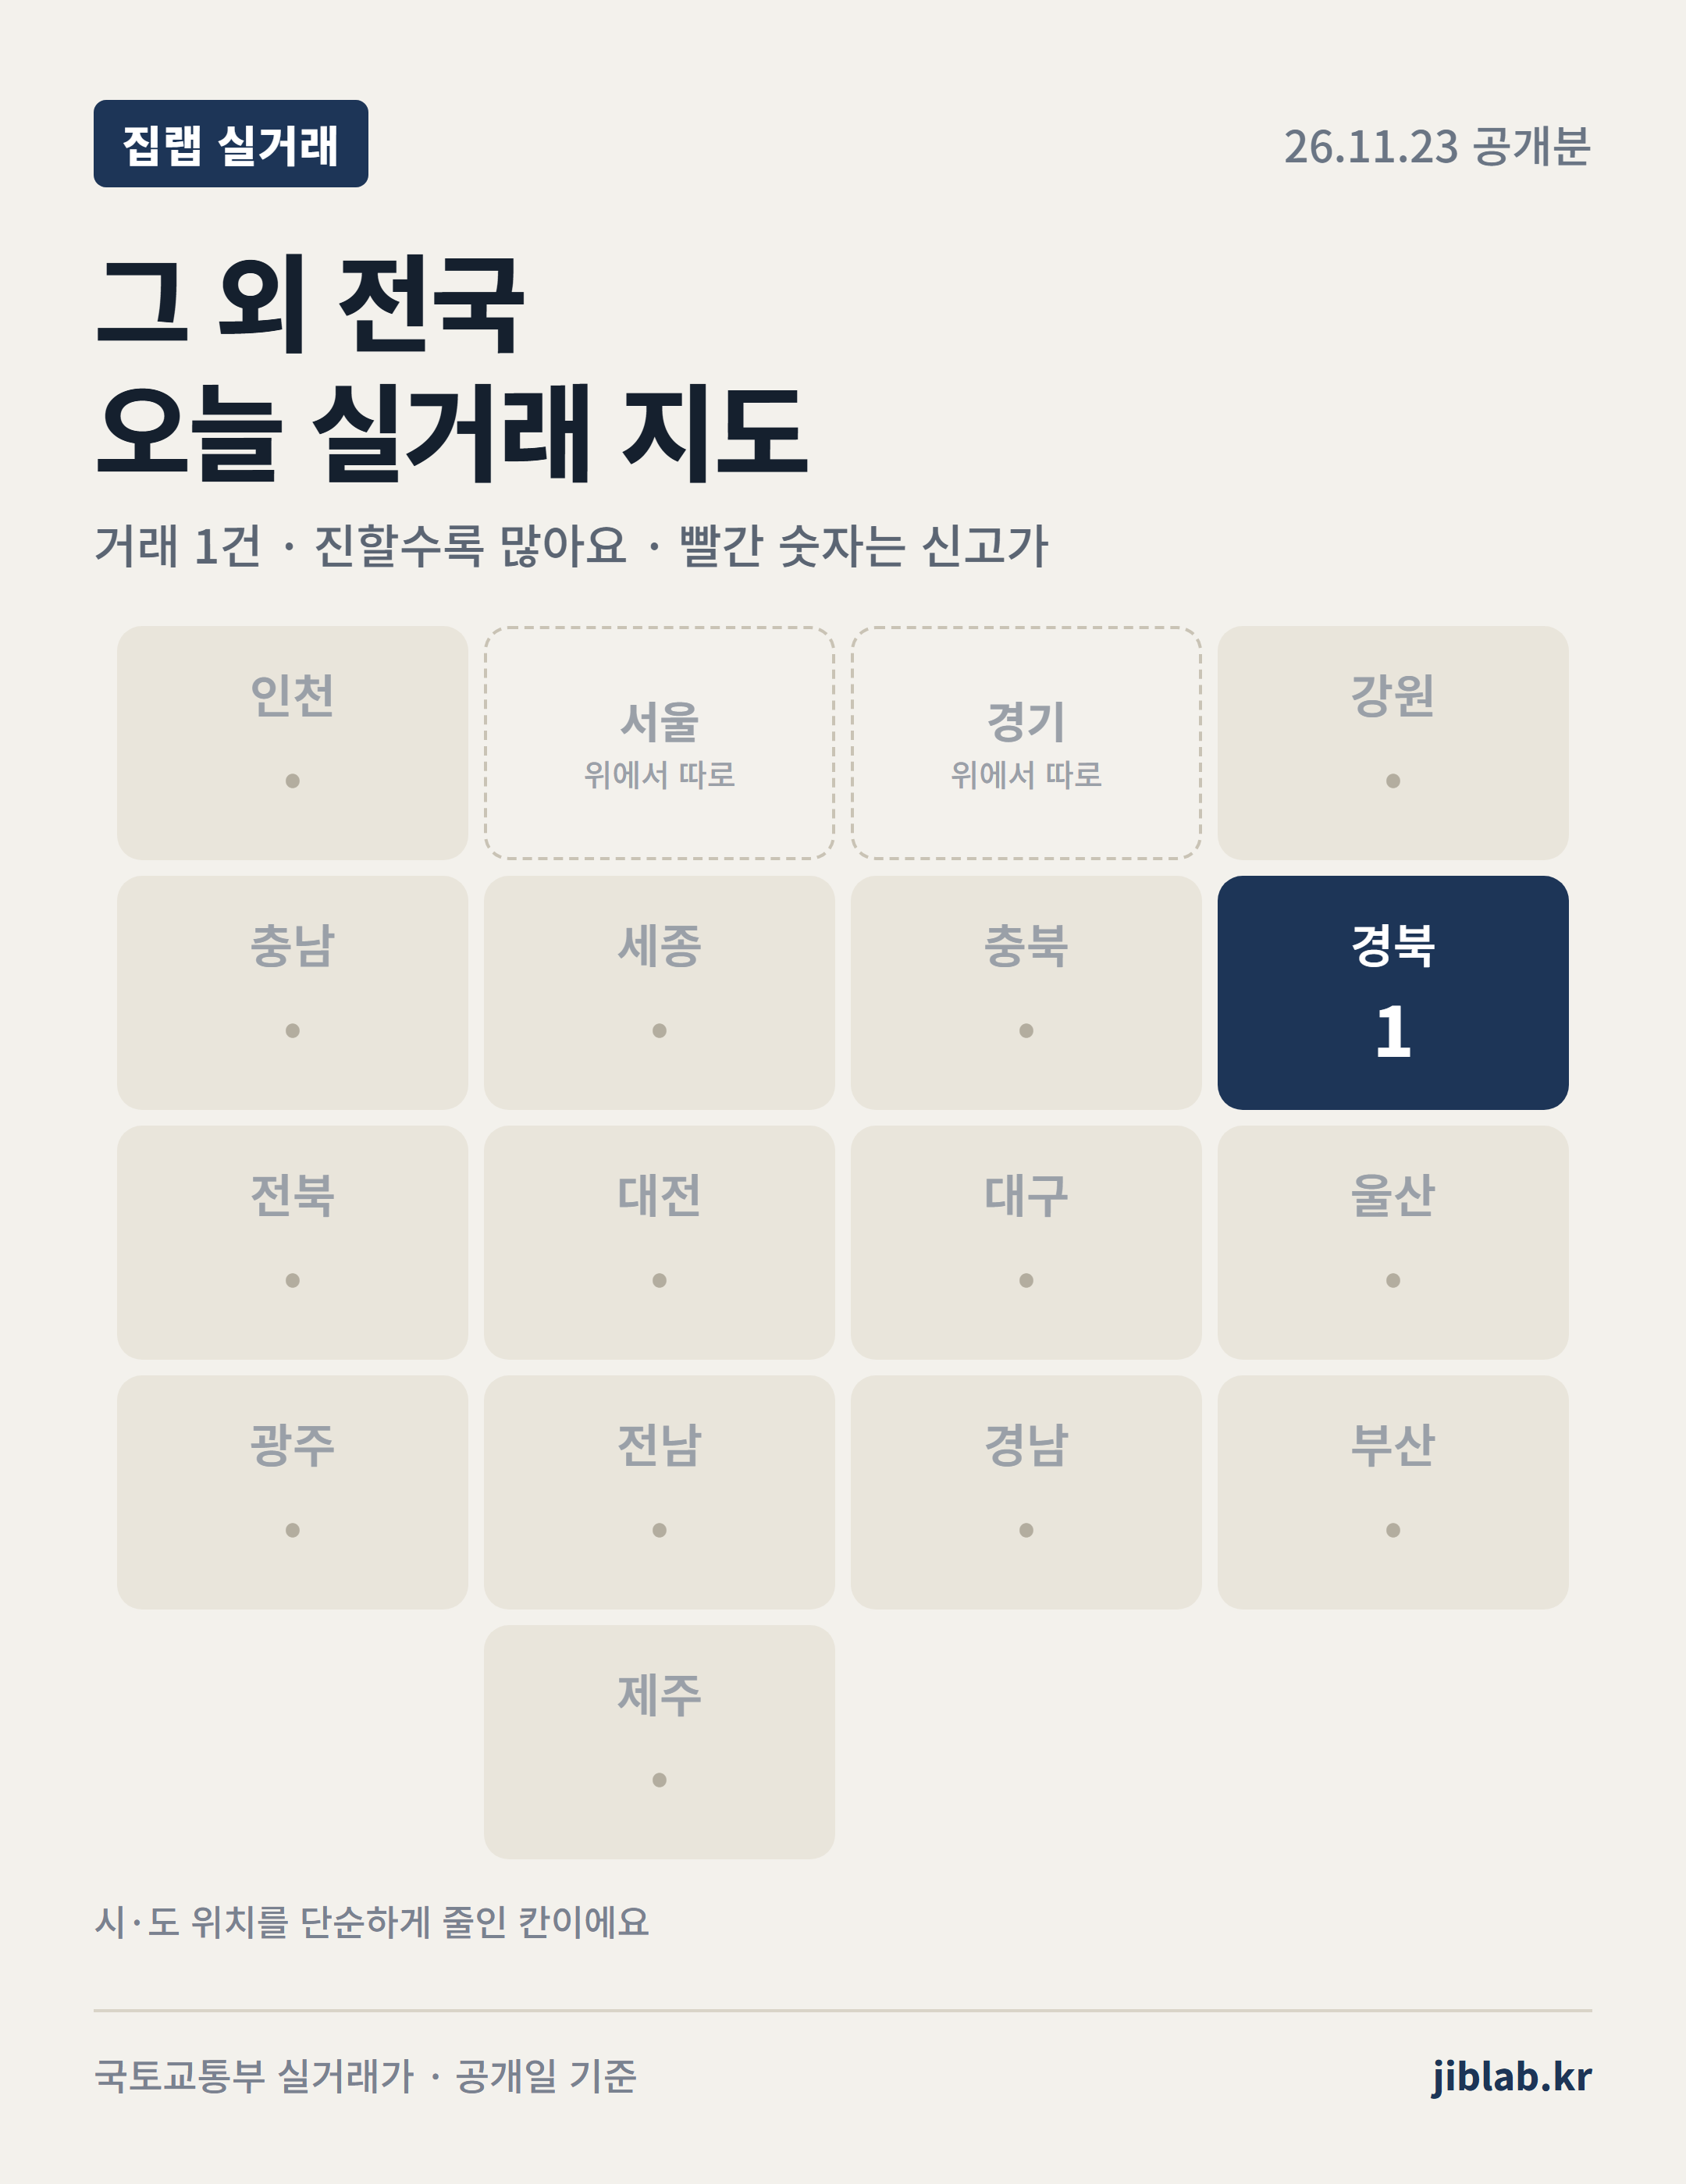 집랩 실거래
26.11.23 공개분
그 외 전국
오늘 실거래 지도
거래 1건 · 진할수록 많아요 · 빨간 숫자는 신고가
인천
서울
위에서 따로
경기
위에서 따로
강원
충남
세종
충북
경북
1
전북
대전
대구
울산
광주
전남
경남
부산
제주
시·도 위치를 단순하게 줄인 칸이에요
국토교통부 실거래가 · 공개일 기준
jiblab.kr